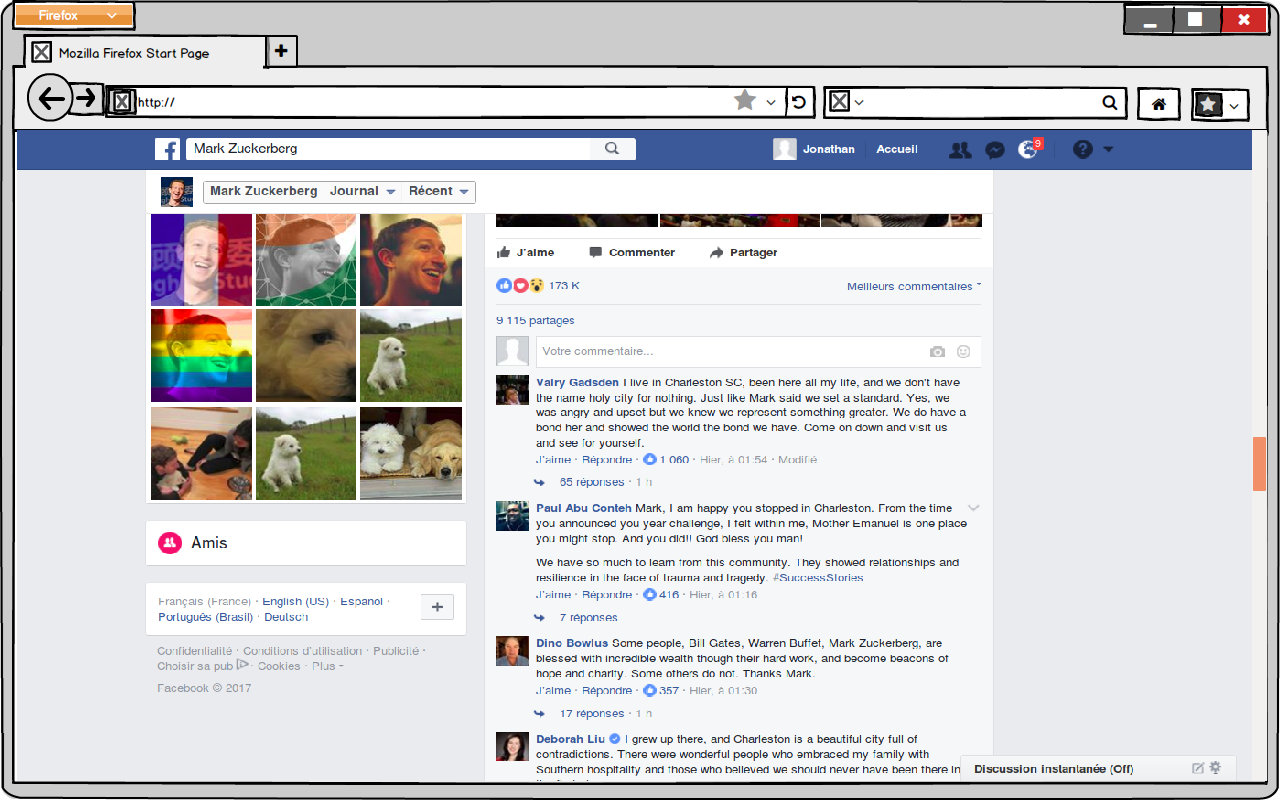 Firefox
Mozilla Firefox Start Page
http://
Mark Zuckerberg
Jonathan
Accueil
9
Mark Zuckerberg
Journal
Récent
J'aime
Commenter
Partager
173 K
Meilleurs commentaires
9 115 partages
Votre commentaire...
Valry Gadsden I live in Charleston SC, been here all my life, and we don't have
the name holy city for nothing. Just like Mark said we set a standard. Yes, we
was angry and upset but we know we represent something greater. We do have a
bond her and showed the world the bond we have. Come on down and visit us
and see for yourself.
J'aime · Répondre · 1 060 · Hier, à 01:54 · Modifié
65 réponses · 1 h
Paul Abu Conteh Mark, I am happy you stopped in Charleston. From the time
you announced you year challenge, I felt within me, Mother Emanuel is one place
you might stop. And you did!! God bless you man!
We have so much to learn from this community. They showed relationships and
resilience in the face of trauma and tragedy. #SuccessStories
J'aime · Répondre · 416 · Hier, à 01:16
7 réponses
Dino Bowlus Some people, Bill Gates, Warren Buffet, Mark Zuckerberg, are
blessed with incredible wealth though their hard work, and become beacons of
hope and charity. Some others do not. Thanks Mark.
J'aime · Répondre · 357 · Hier, à 01:30
17 réponses · 1 h
Deborah Liu I grew up there, and Charleston is a beautiful city full of
contradictions. There were wonderful people who embraced my family with
Southern hospitality and those who believed we should never have been there in
Amis
Français (France) · English (US) · Español ·
Português (Brasil) · Deutsch
Confidentialité · Conditions d'utilisation · Publicité ·
Choisir sa pub · Cookies · Plus
Facebook © 2017
Discussion instantanée (Off)